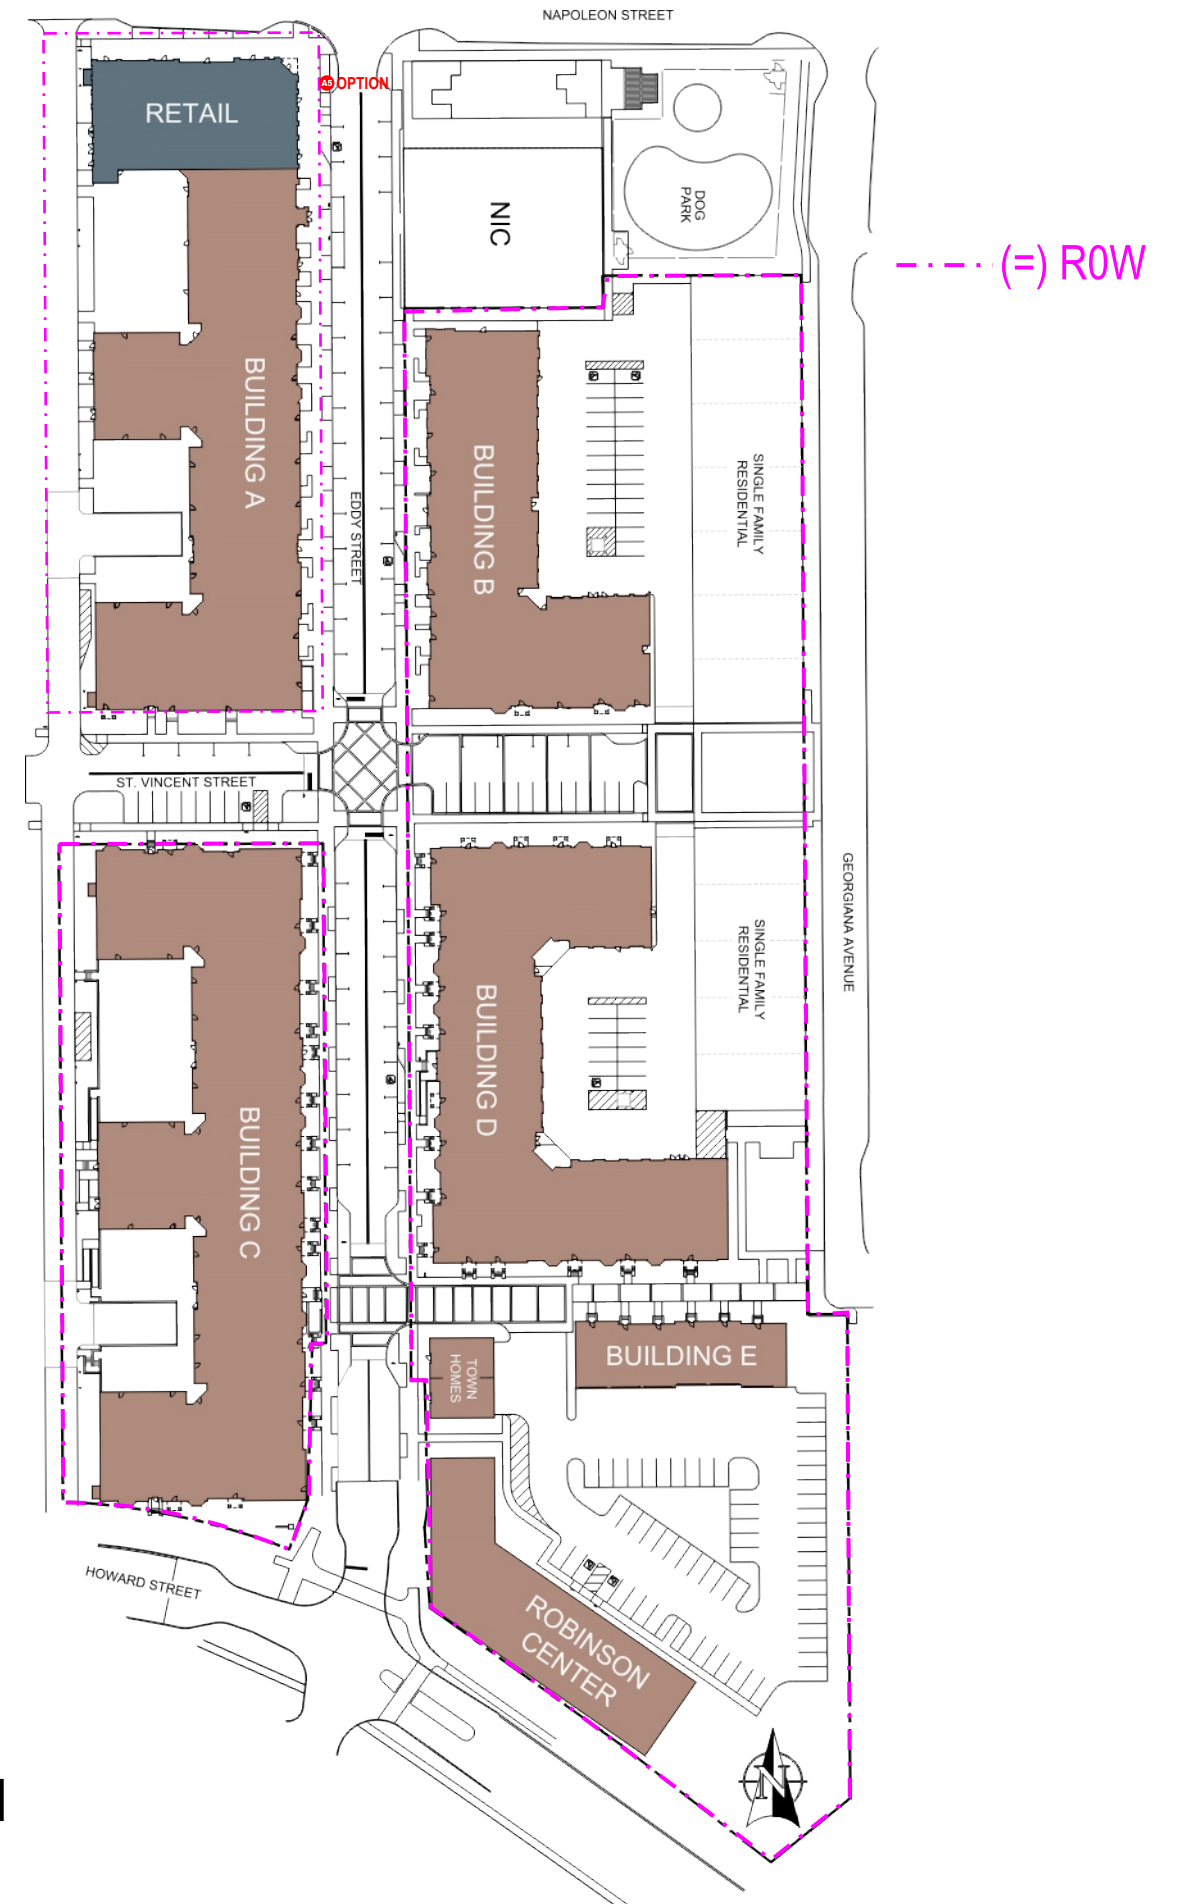 NAPOLEON STREET
A5 OPTION
RETAIL
DOG
PARK
NIC
(=) R0W
BUILDING A
BUILDING B
EDDY STREET
SINGLE FAMILY
RESIDENTIAL
ST. VINCENT STREET
GEORGIANA AVENUE
SINGLE FAMILY
RESIDENTIAL
BUILDING D
BUILDING C
BUILDING E
TOWN
HOMES
HOWARD STREET
ROBINSON
CENTER
N